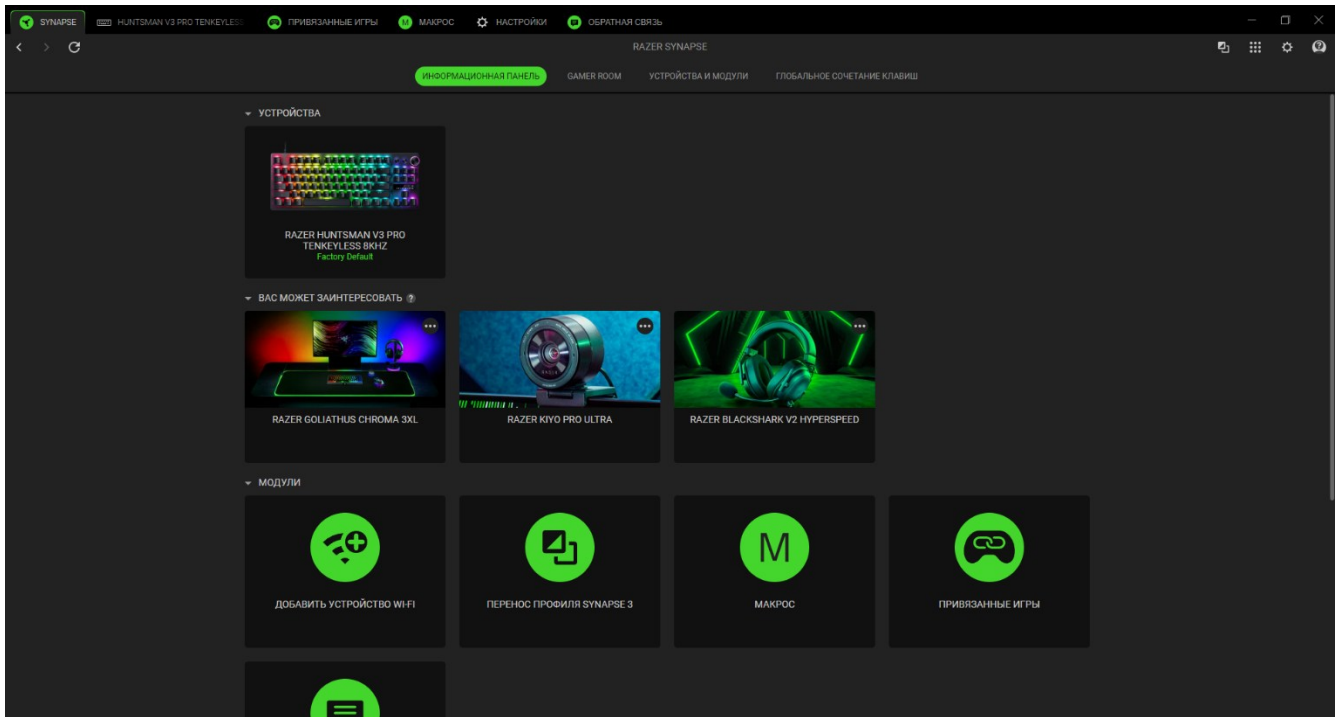 SYNAPSE
HUNTSMAN V3 PRO TENKEYLESS
ПРИВЯЗАННЫЕ ИГРЫ
M
МАКРОС
НАСТРОЙКИ
ОБРАТНАЯ СВЯЗЬ
RAZER SYNAPSE
ИНФОРМАЦИОННАЯ ПАНЕЛЬ
GAMER ROOM
УСТРОЙСТВА И МОДУЛИ
ГЛОБАЛЬНОЕ СОЧЕТАНИЕ КЛАВИШ
УСТРОЙСТВА
RAZER HUNTSMAN V3 PRO
TENKEYLESS 8KHZ
Factory Default
ВАС МОЖЕТ ЗАИНТЕРЕСОВАТЬ ?
RAZER GOLIATHUS CHROMA 3XL
RAZER KIYO PRO ULTRA
RAZER BLACKSHARK V2 HYPERSPEED
МОДУЛИ
ДОБАВИТЬ УСТРОЙСТВО WI-FI
ПЕРЕНОС ПРОФИЛЯ SYNAPSE 3
M
МАКРОС
ПРИВЯЗАННЫЕ ИГРЫ